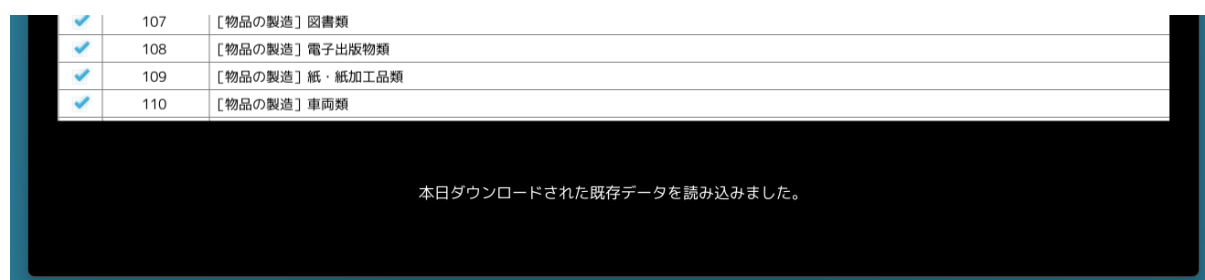 107 [物品の製造] 図書類
108 [物品の製造] 電子出版物類
109 [物品の製造] 紙・紙加工品類
110 [物品の製造] 車両類
本日ダウンロードされた既存データを読み込みました。